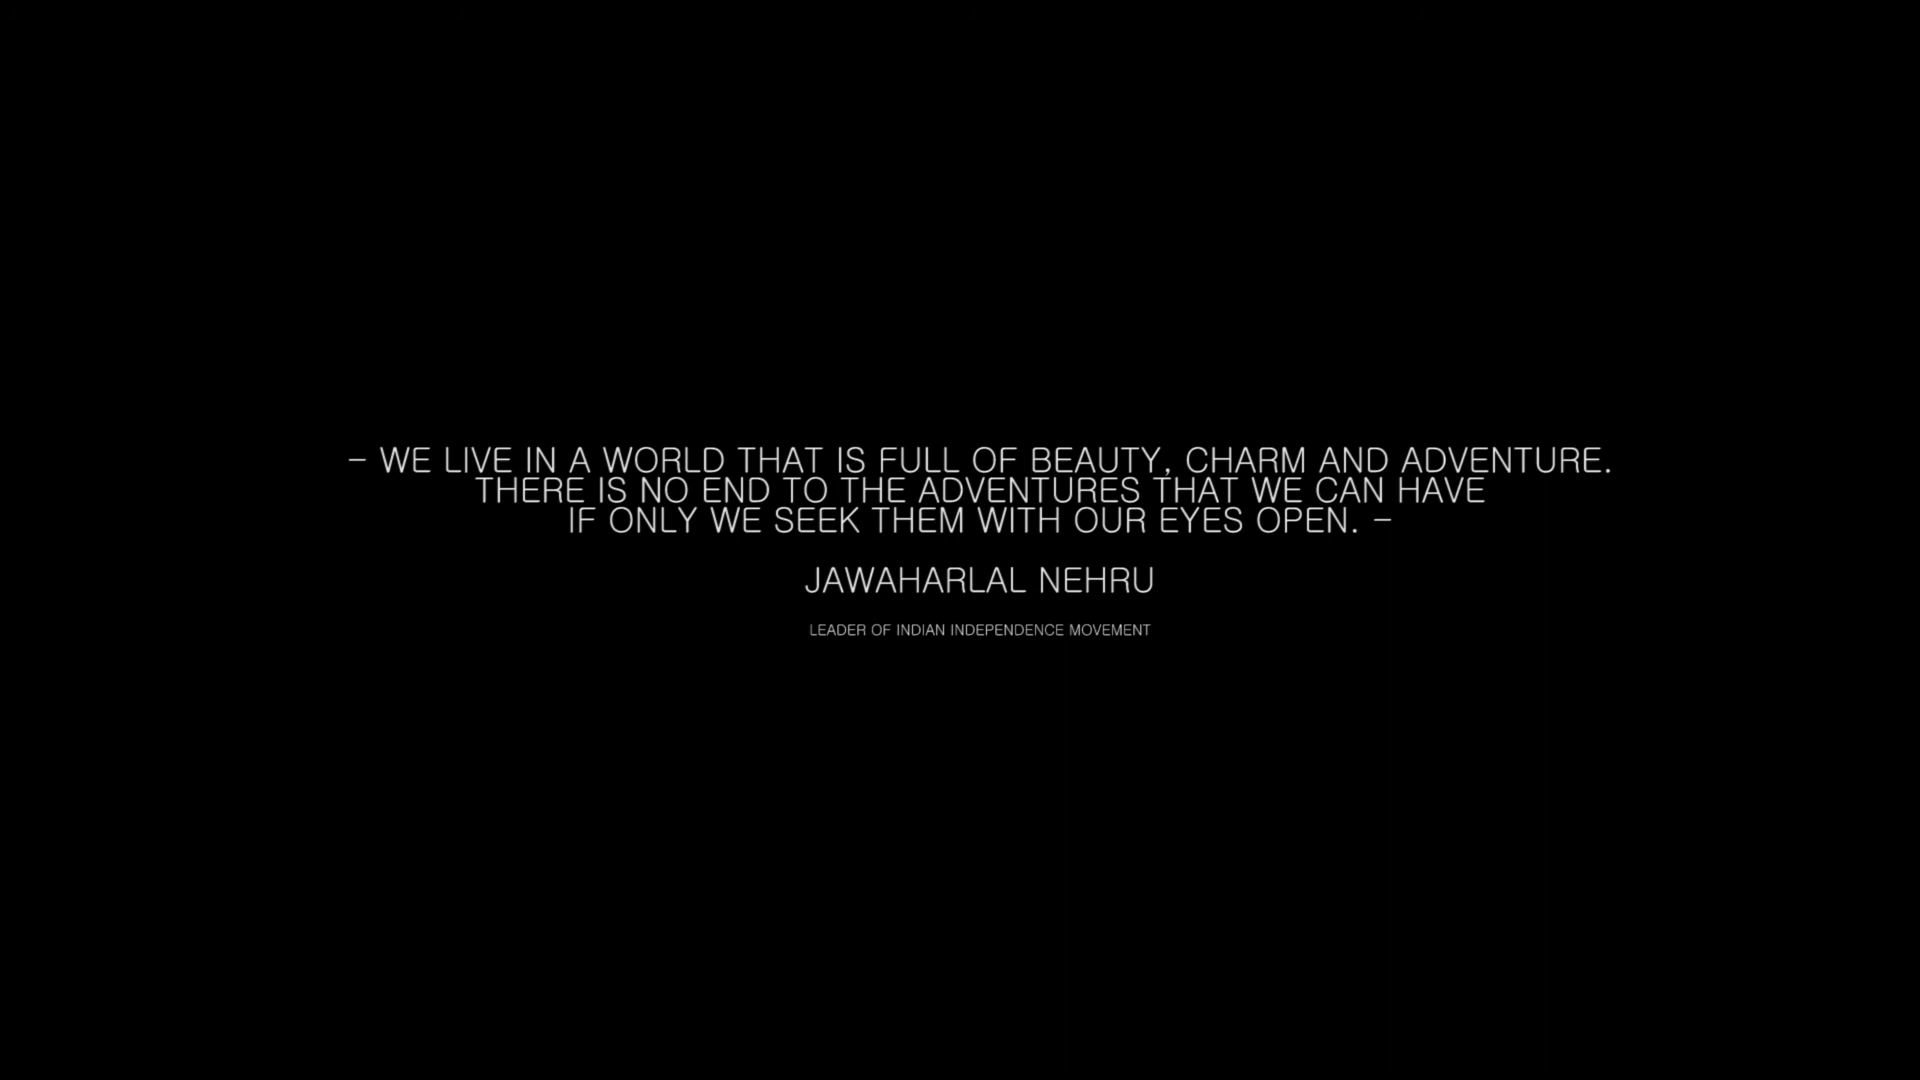 – WE LIVE IN A WORLD THAT IS FULL OF BEAUTY, CHARM AND ADVENTURE.
THERE IS NO END TO THE ADVENTURES THAT WE CAN HAVE
IF ONLY WE SEEK THEM WITH OUR EYES OPEN. –
JAWAHARLAL NEHRU
LEADER OF INDIAN INDEPENDENCE MOVEMENT